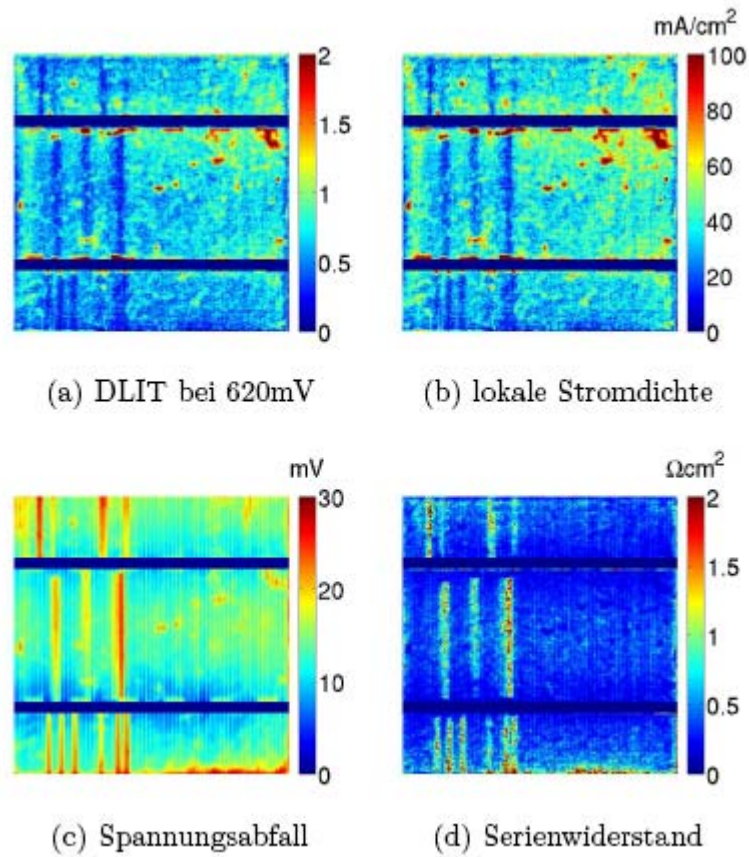 mA/cm²
2
1.5
1
0.5
0
100
80
60
40
20
0
(a) DLIT bei 620mV
(b) lokale Stromdichte
mV
Ωcm²
30
20
10
0
2
1.5
1
0.5
0
(c) Spannungsabfall
(d) Serienwiderstand